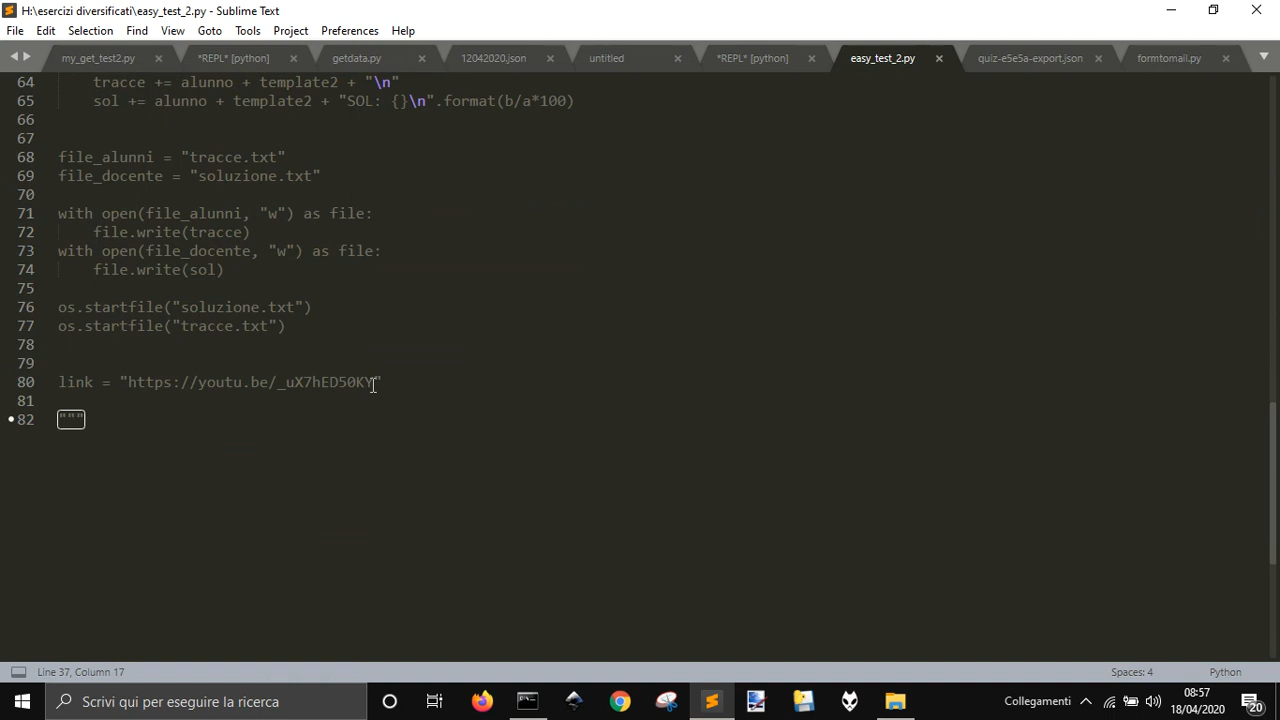 H:\esercizi diversificati\easy_test_2.py - Sublime Text
File Edit Selection Find View Goto Tools Project Preferences Help
my_get_test2.py *REPL* [python] getdata.py 12042020.json untitled *REPL* [python] easy_test_2.py quiz-e5e5a-export.json formtomail.py
64 tracce += alunno + template2 + "\n"
65 sol += alunno + template2 + "SOL: {}\n".format(b/a*100)
66
67
68 file_alunni = "tracce.txt"
69 file_docente = "soluzione.txt"
70
71 with open(file_alunni, "w") as file:
72 file.write(tracce)
73 with open(file_docente, "w") as file:
74 file.write(sol)
75
76 os.startfile("soluzione.txt")
77 os.startfile("tracce.txt")
78
79
80 link = "https://youtu.be/_uX7hED50KY"
81
82 """
Line 37, Column 17 Spaces: 4 Python
Scrivi qui per eseguire la ricerca Collegamenti 08:57
18/04/2020 20